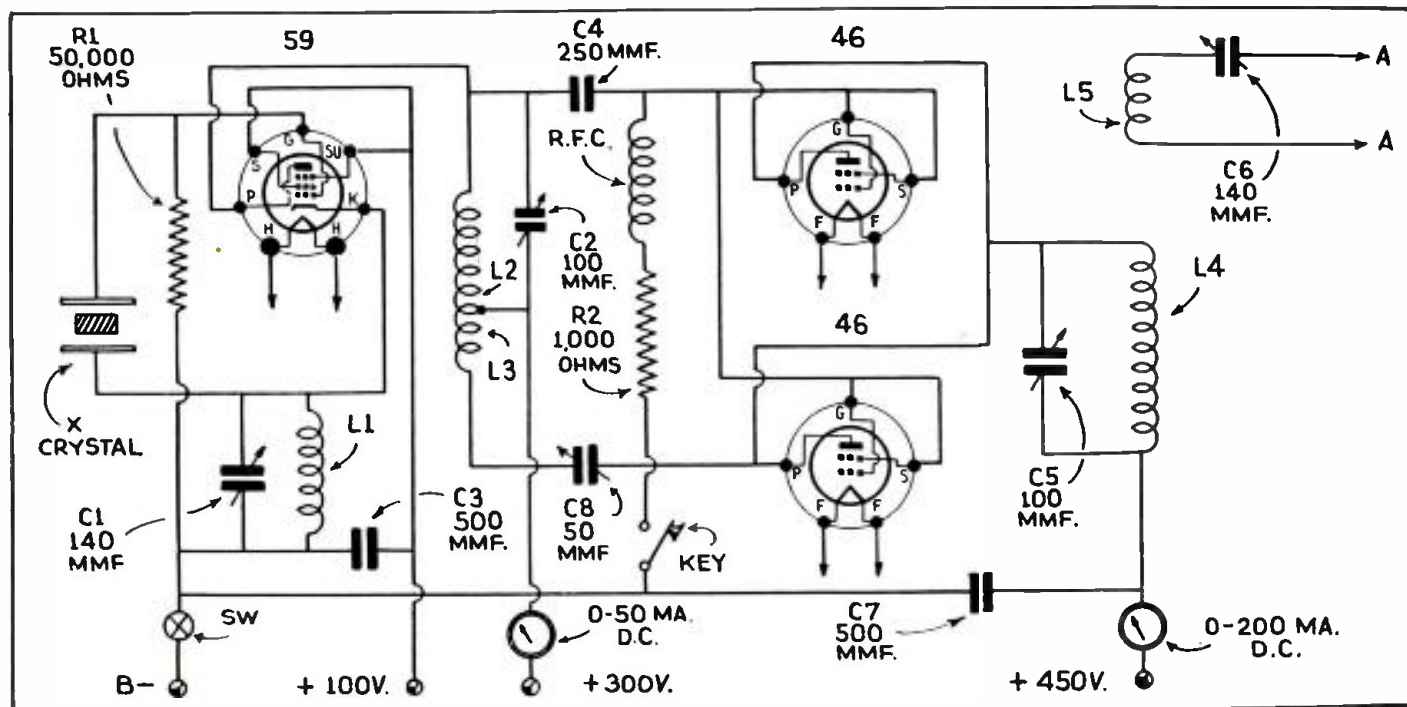 R1
50,000
OHMS
59
C4
250 MMF.
46
L5
A
A
C6
140
MMF.
G
S
SU
P
K
H
H
R.F.C.
G
P
S
F
F
C2
100
MMF.
L2
L3
R2
1,000
OHMS
46
L4
X
CRYSTAL
L1
C1
140
MMF
C3
500
MMF.
C8
50
MMF
KEY
G
P
S
F
F
C5
100
MMF.
SW
0-50 MA.
D.C.
C7
500
MMF.
0-200 MA.
D.C.
B-
+ 100V.
+300V.
+ 450V.